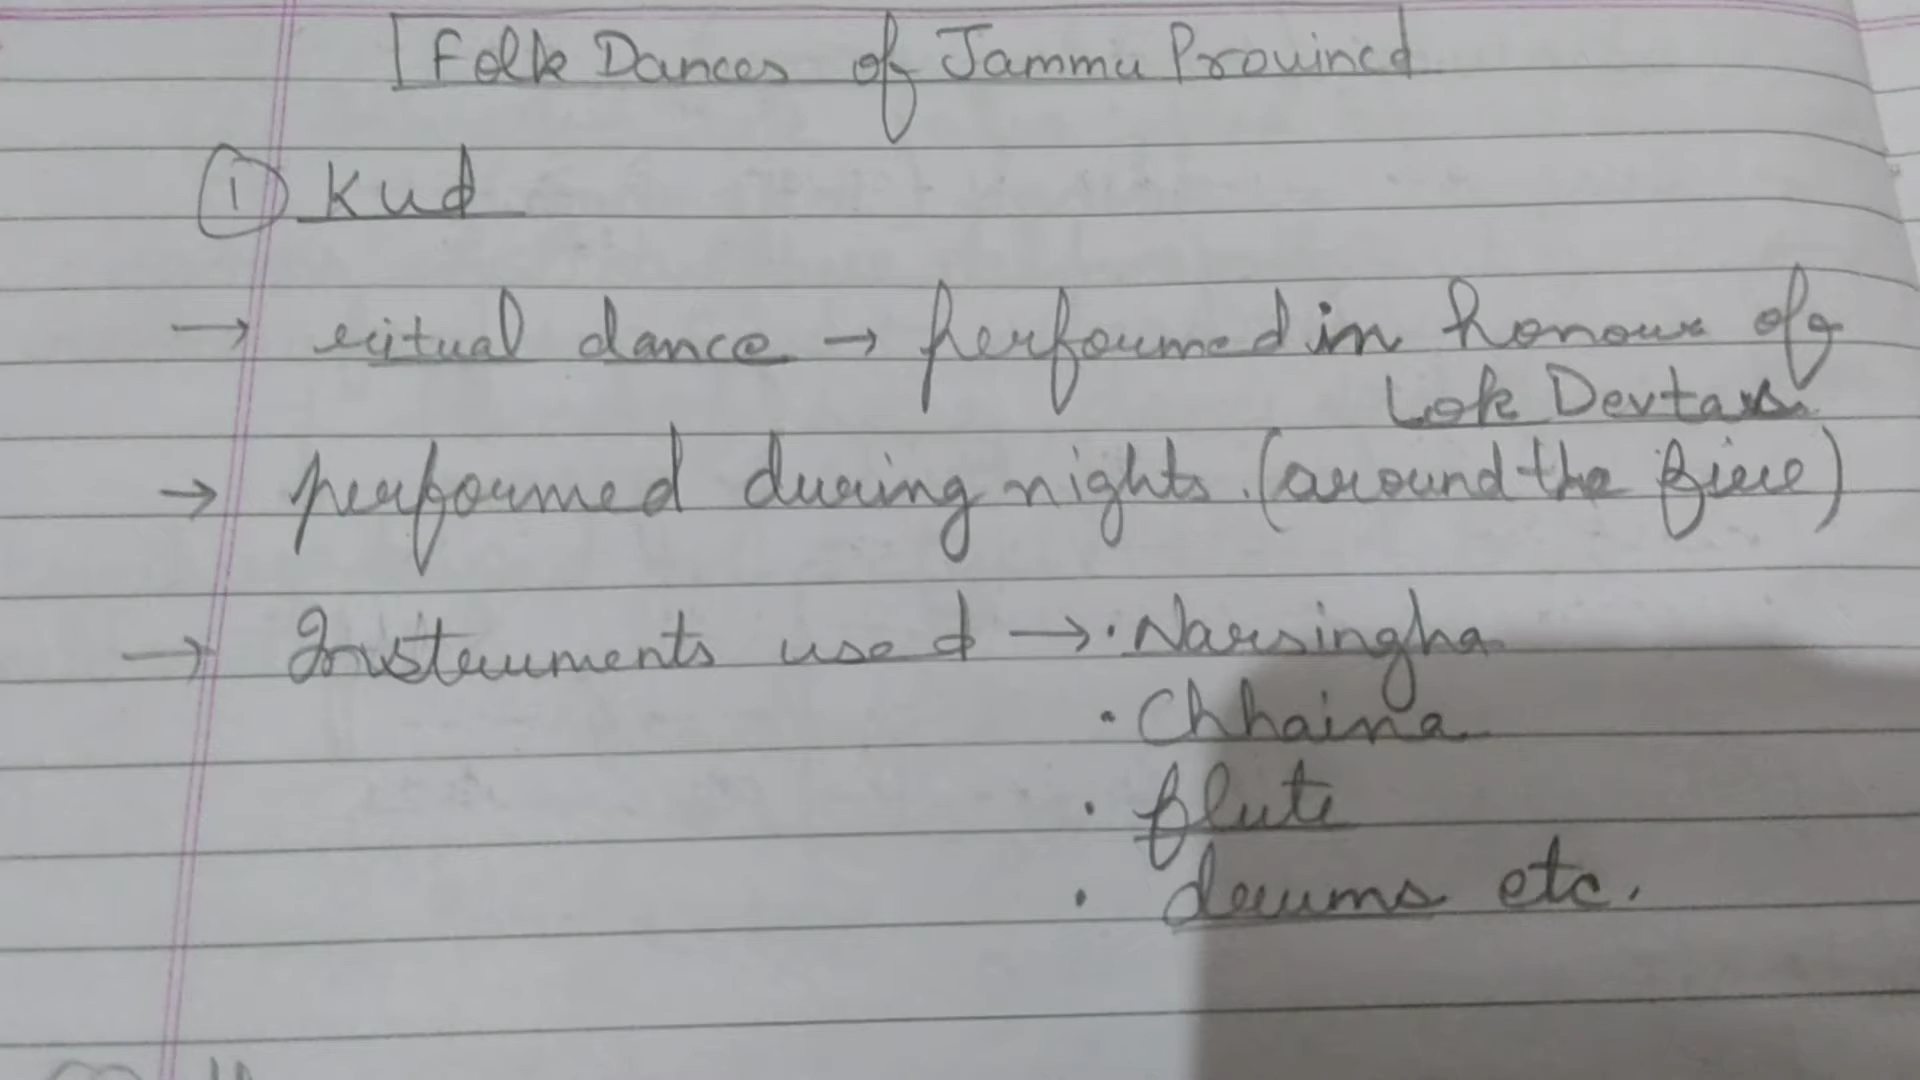 Folk Dances of Jammu Province
① Kud
→ ritual dance → performed in honour of
Lok Devtas
→ performed during nights. (around the fire)
→ Instruments used → • Narsingha
• Chhaina
• flute
• drums etc.